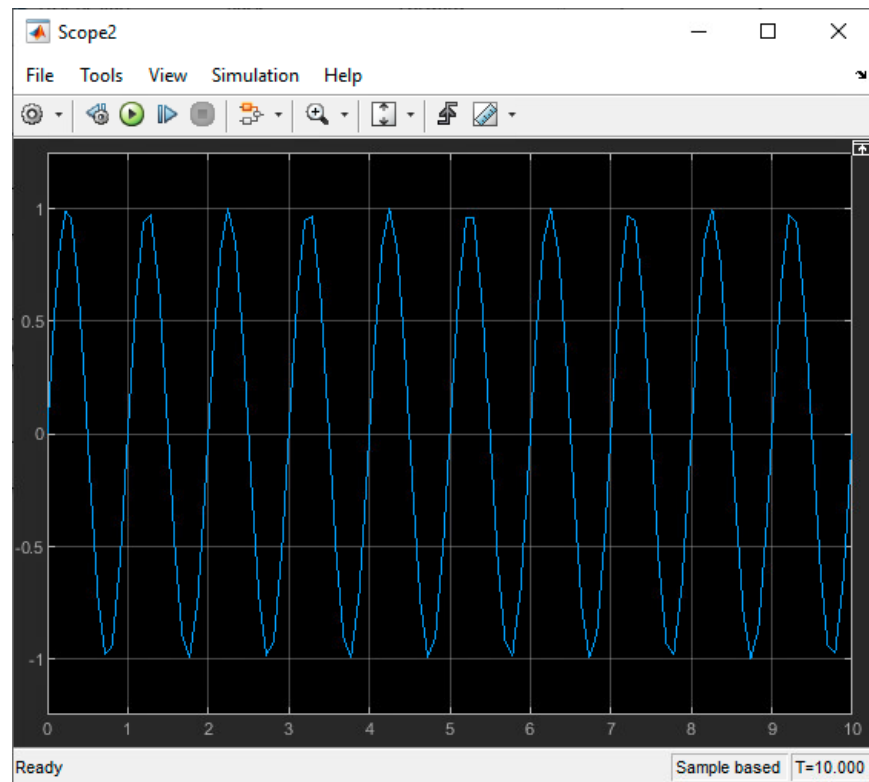 Scope2
File Tools View Simulation Help
1
0.5
0
-0.5
-1
0 1 2 3 4 5 6 7 8 9 10
Ready Sample based T=10.000